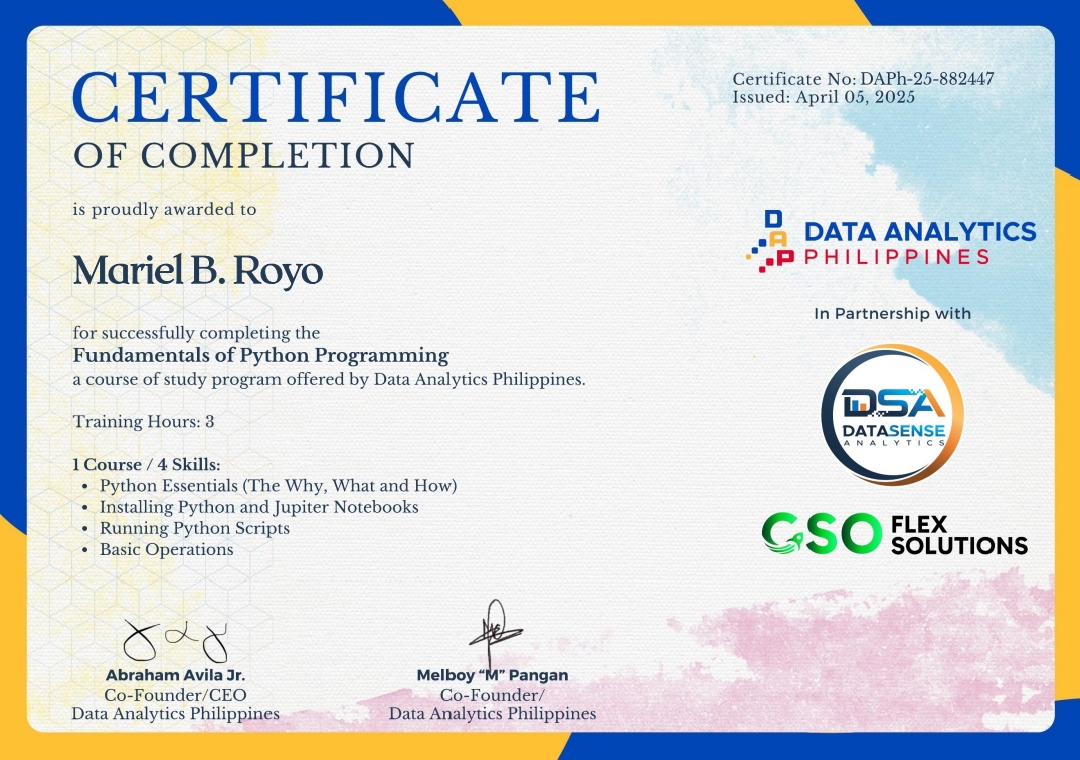 CERTIFICATE
OF COMPLETION
Certificate No: DAPh-25-882447
Issued: April 05, 2025
is proudly awarded to
Mariel B. Royo
for successfully completing the
Fundamentals of Python Programming
a course of study program offered by Data Analytics Philippines.
Training Hours: 3
1 Course / 4 Skills:
• Python Essentials (The Why, What and How)
• Installing Python and Jupiter Notebooks
• Running Python Scripts
• Basic Operations
DAP
DATA ANALYTICS
PHILIPPINES
In Partnership with
DSA
DATASENSE
ANALYTICS
GSO FLEX
SOLUTIONS
Abraham Avila Jr.
Co-Founder/CEO
Data Analytics Philippines
Melboy “M” Pangan
Co-Founder/
Data Analytics Philippines